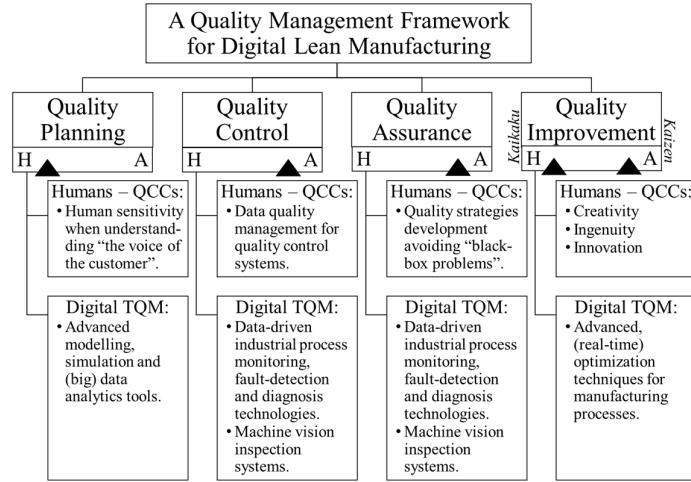 A Quality Management Framework
for Digital Lean Manufacturing
Quality
Planning
H A
Humans – QCCs:
• Human sensitivity
when understand-
ding “the voice of
the customer”.
Digital TQM:
• Advanced
modelling,
simulation and
(big) data
analytics tools.
Quality
Control
H A
Humans – QCCs:
• Data quality
management for
quality control
systems.
Digital TQM:
• Data-driven
industrial process
monitoring,
fault-detection
and diagnosis
technologies.
• Machine vision
inspection
systems.
Quality
Assurance
H A
Humans – QCCs:
• Quality strategies
development
avoiding “black-
box problems”.
Digital TQM:
• Data-driven
industrial process
monitoring,
fault-detection
and diagnosis
technologies.
• Machine vision
inspection
systems.
Kaikaku
Quality
Improvement
Kaizen
H A
Humans – QCCs:
• Creativity
• Ingenuity
• Innovation
Digital TQM:
• Advanced,
(real-time)
optimization
techniques for
manufacturing
processes.